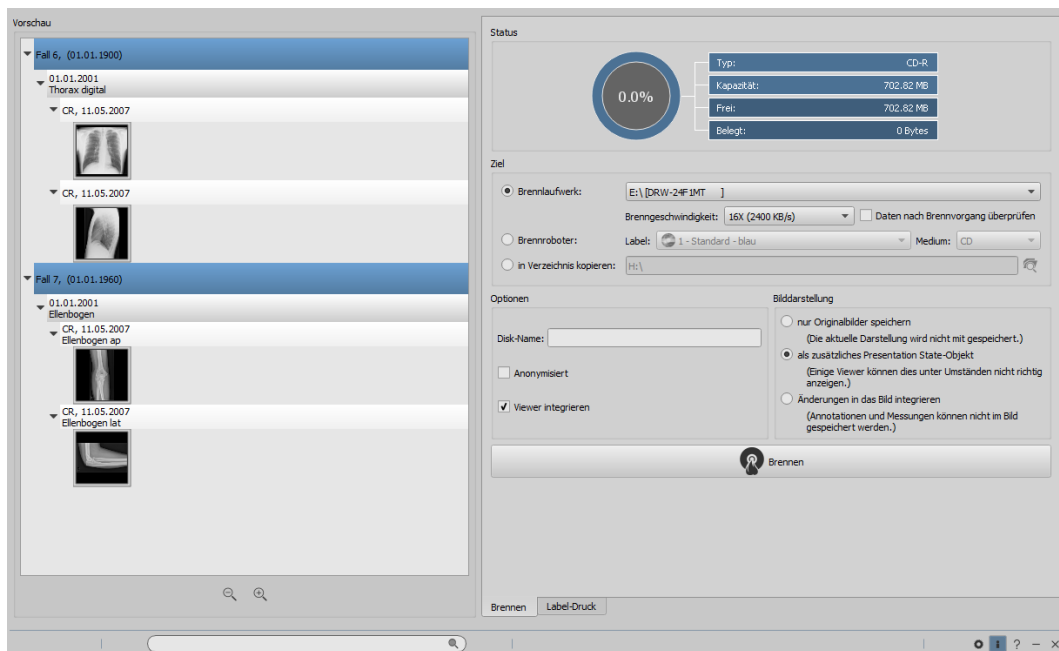 Vorschau
Fall 6, (01.01.1900)
01.01.2001
Thorax digital
CR, 11.05.2007
CR, 11.05.2007
Fall 7, (01.01.1960)
01.01.2001
Ellenbogen
CR, 11.05.2007
Ellenbogen ap
CR, 11.05.2007
Ellenbogen lat
Status
0.0%
Typ: CD-R
Kapazität: 702.82 MB
Frei: 702.82 MB
Belegt: 0 Bytes
Ziel
Brennlaufwerk: E:\ [DRW-24F1MT ]
Brenngeschwindigkeit: 16X (2400 KB/s) Daten nach Brennvorgang überprüfen
Brennroboter: Label: 1 - Standard - blau Medium: CD
in Verzeichnis kopieren: H:\
Optionen
Disk-Name:
Anonymisiert
Viewer integrieren
Bilddarstellung
nur Originalbilder speichern
(Die aktuelle Darstellung wird nicht mit gespeichert.)
als zusätzliches Presentation State-Objekt
(Einige Viewer können dies unter Umständen nicht richtig
anzeigen.)
Änderungen in das Bild integrieren
(Annotationen und Messungen können nicht im Bild
gespeichert werden.)
Brennen
Brennen Label-Druck